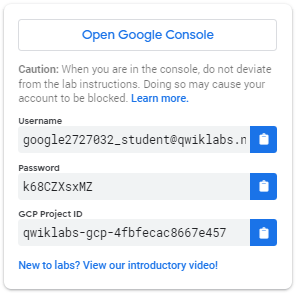 Open Google Console
Caution: When you are in the console, do not deviate
from the lab instructions. Doing so may cause your
account to be blocked. Learn more.
Username
google2727032_student@qwiklabs.n
Password
k68CZXsxMZ
GCP Project ID
qwiklabs-gcp-4fbfecac8667e457
New to labs? View our introductory video!